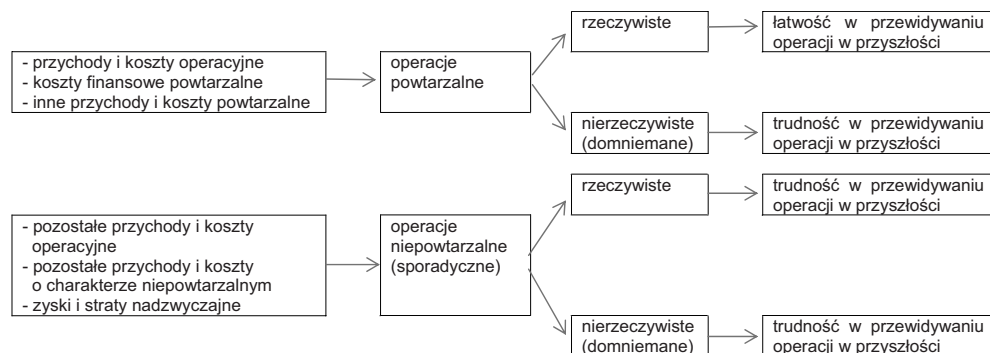 rzeczywiste
łatwość w przewidywaniu
operacji w przyszłości
- przychody i koszty operacyjne
- koszty finansowe powtarzalne
- inne przychody i koszty powtarzalne
operacje
powtarzalne
nierzeczywiste
(domniemane)
trudność w przewidywaniu
operacji w przyszłości
rzeczywiste
trudność w przewidywaniu
operacji w przyszłości
- pozostałe przychody i koszty
operacyjne
- pozostałe przychody i koszty
o charakterze niepowtarzalnym
- zyski i straty nadzwyczajne
operacje
niepowtarzalne
(sporadyczne)
nierzeczywiste
(domniemane)
trudność w przewidywaniu
operacji w przyszłości